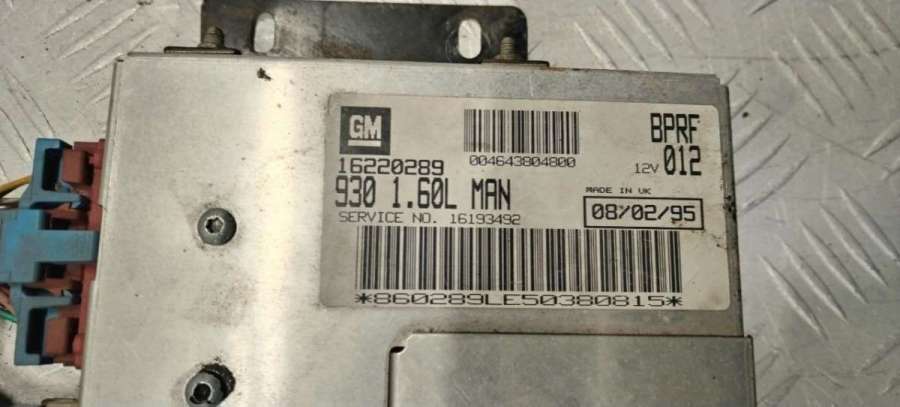 GM
004643804800
BPRF
16220289
12V 012
930 1.60L MAN
MADE IN UK
SERVICE NO. 16193492
08/02/95
*860289LE50380815*